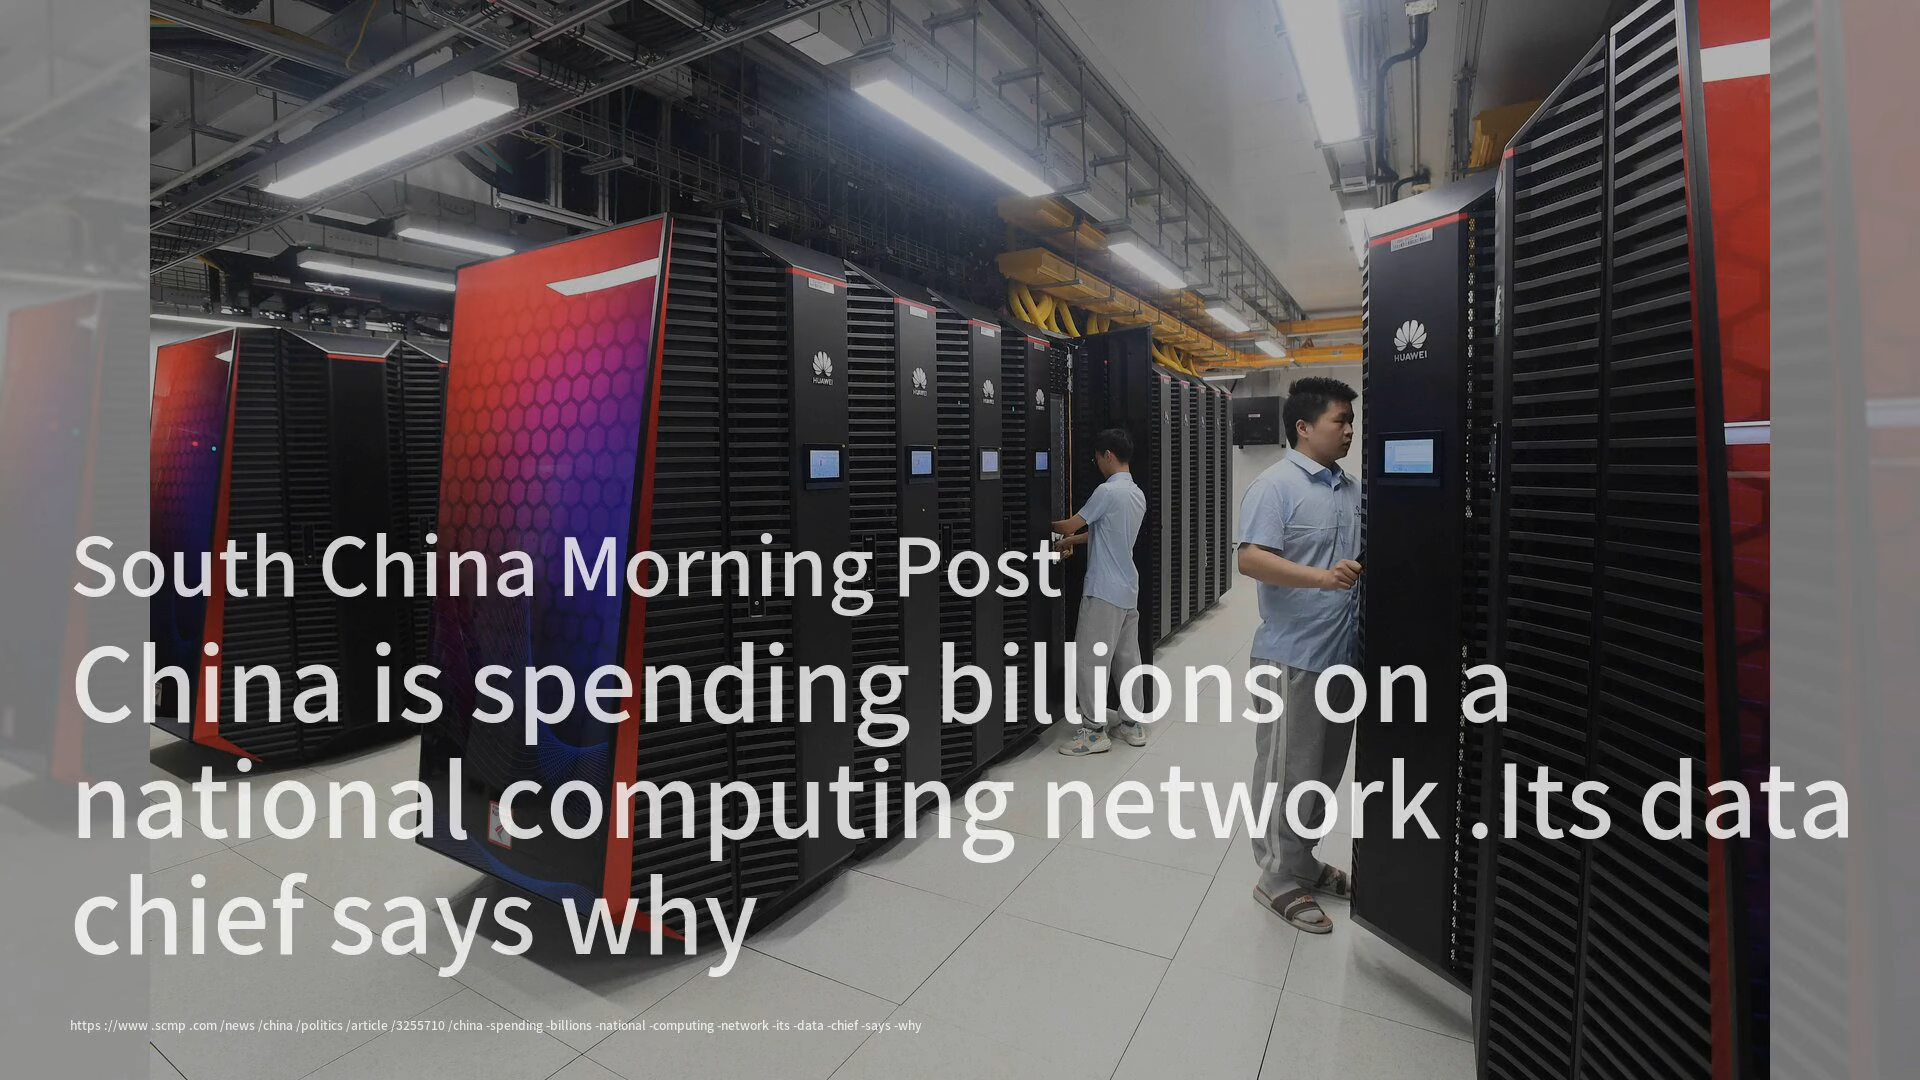 HUAWEI
HUAWEI
HUAWEI
HUAWEI
South China Morning Post
China is spending billions on a
national computing network .Its data
chief says why
https ://www .scmp .com /news /china /politics /article /3255710 /china -spending -billions -national -computing -network -its -data -chief -says -why